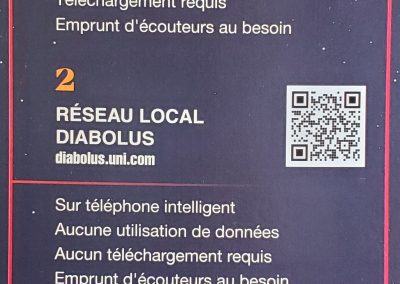 Téléchargement requis
Emprunt d'écouteurs au besoin
2
RÉSEAU LOCAL
DIABOLUS
diabolus.uni.com
Sur téléphone intelligent
Aucune utilisation de données
Aucun téléchargement requis
Emprunt d'écouteurs au besoin